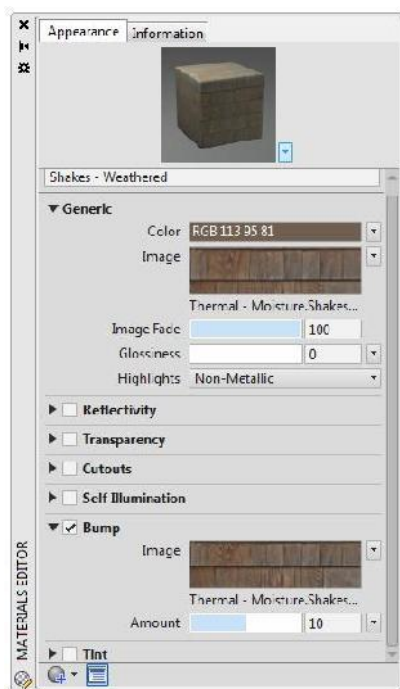 Appearance Information
Shakes - Weathered
Generic
Color RGB 113 95 81
Image
Thermal - Moisture.Shakes...
Image Fade 100
Glossiness 0
Highlights Non-Metallic
Reflectivity
Transparency
Cutouts
Self Illumination
Bump
Image
Thermal - Moisture.Shakes...
Amount 10
Tint
MATERIALS EDITOR